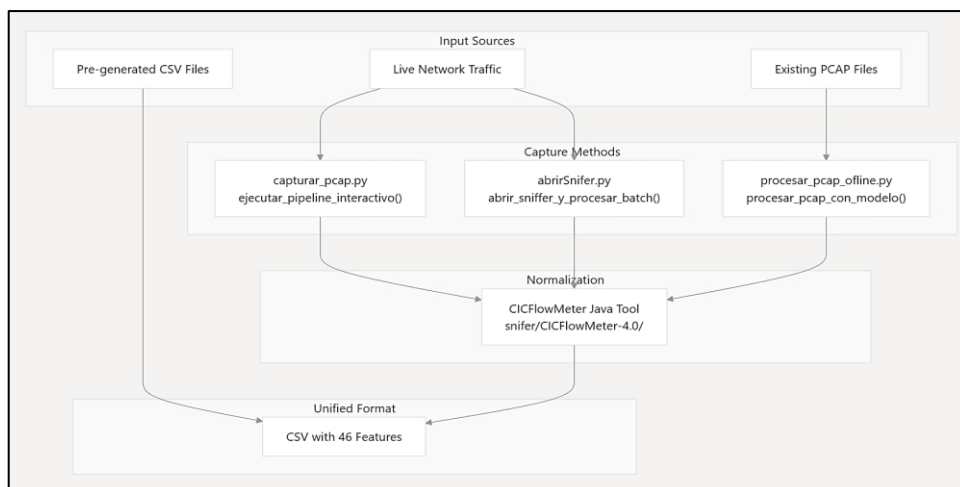 Input Sources
Pre-generated CSV Files
Live Network Traffic
Existing PCAP Files
Capture Methods
capturar_pcap.py
ejecutar_pipeline_interactivo()
abrirSnifer.py
abrir_sniffer_y_procesar_batch()
procesar_pcap_ofline.py
procesar_pcap_con_modelo()
Normalization
CICFlowMeter Java Tool
snifer/CICFlowMeter-4.0/
Unified Format
CSV with 46 Features